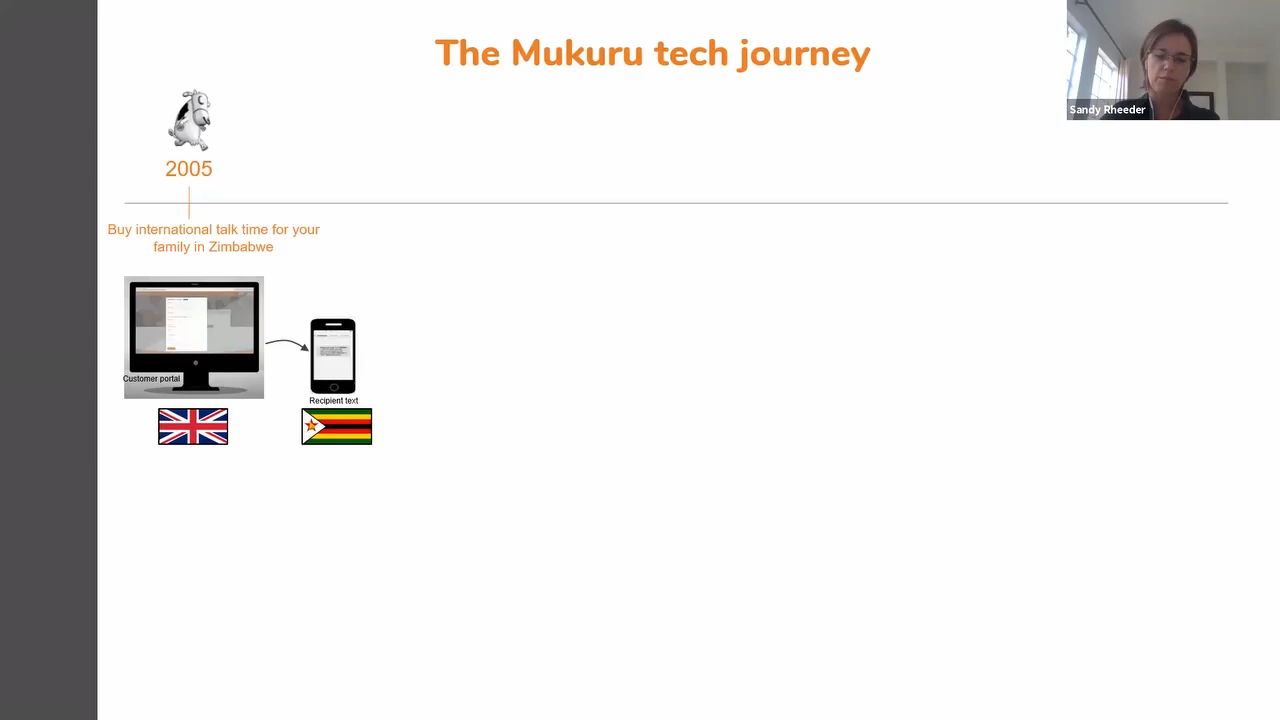 The Mukuru tech journey
Sandy Rheeder
2005
Buy international talk time for your
family in Zimbabwe
Customer portal
Recipient text